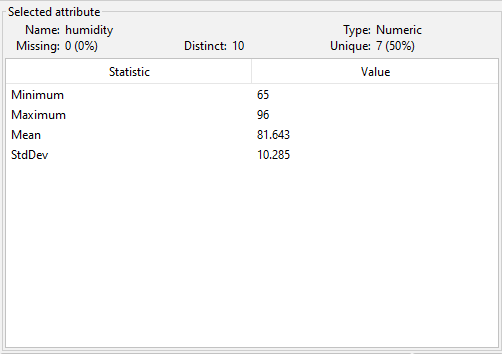 Selected attribute
Name: humidity Type: Numeric
Missing: 0 (0%) Distinct: 10 Unique: 7 (50%)
Statistic Value
Minimum 65
Maximum 96
Mean 81.643
StdDev 10.285